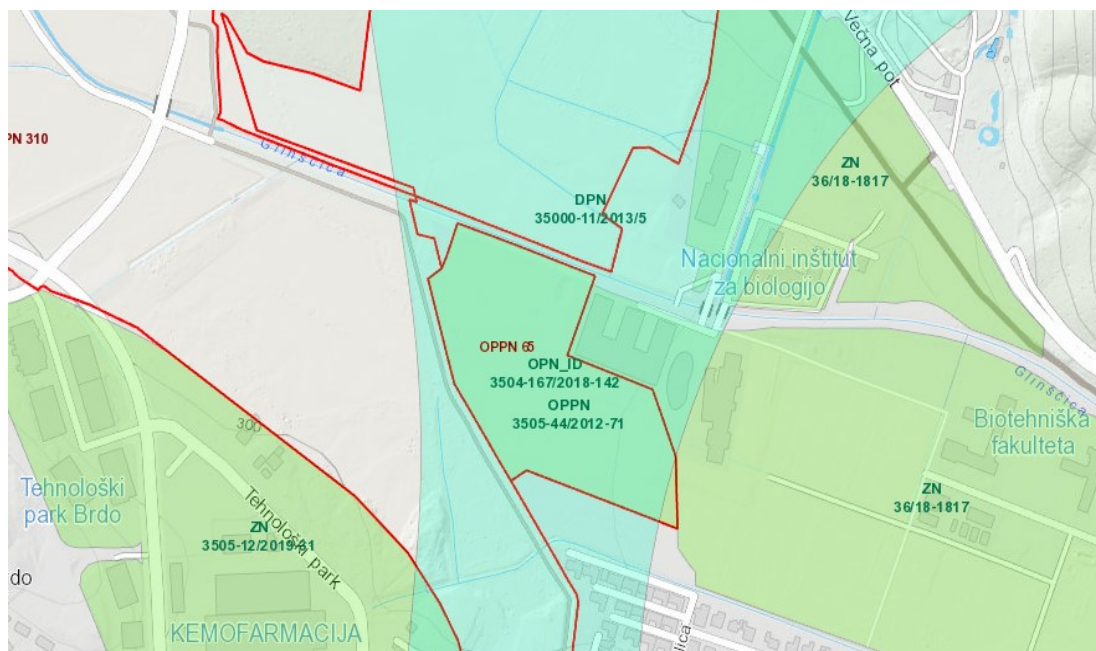 Večna pot
PN 310
Glinščica
ZN
36/18-1817
DPN
35000-11/2013/5
Nacionalni inštitut
za biologijo
OPPN 65
OPN_ID
3504-167/2018-142
OPPN
3505-44/2012-71
Glinščica
Biotehniška
fakulteta
300
Tehnološki
park Brdo
ZN
36/18-1817
ZN
3505-12/2019-21
Tehnološki park
do
KEMOFARMACIJA
lica